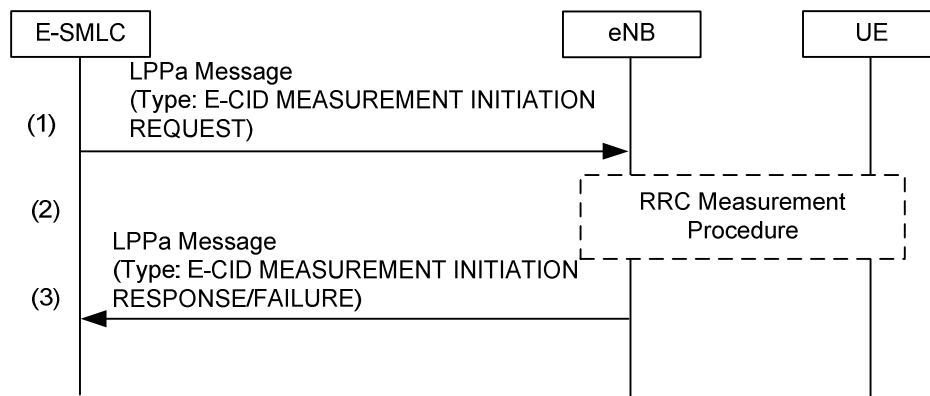 E-SMLC
eNB
UE
LPPa Message
(Type: E-CID MEASUREMENT INITIATION
REQUEST)
(1)
(2)
RRC Measurement
Procedure
LPPa Message
(Type: E-CID MEASUREMENT INITIATION
RESPONSE/FAILURE)
(3)